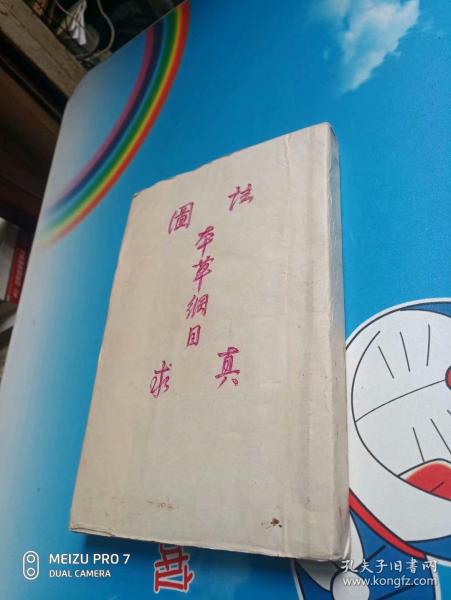 圖 註
本草綱目
求 真
MEIZU PRO 7
DUAL CAMERA
孔夫子旧书网
www.kongfz.com